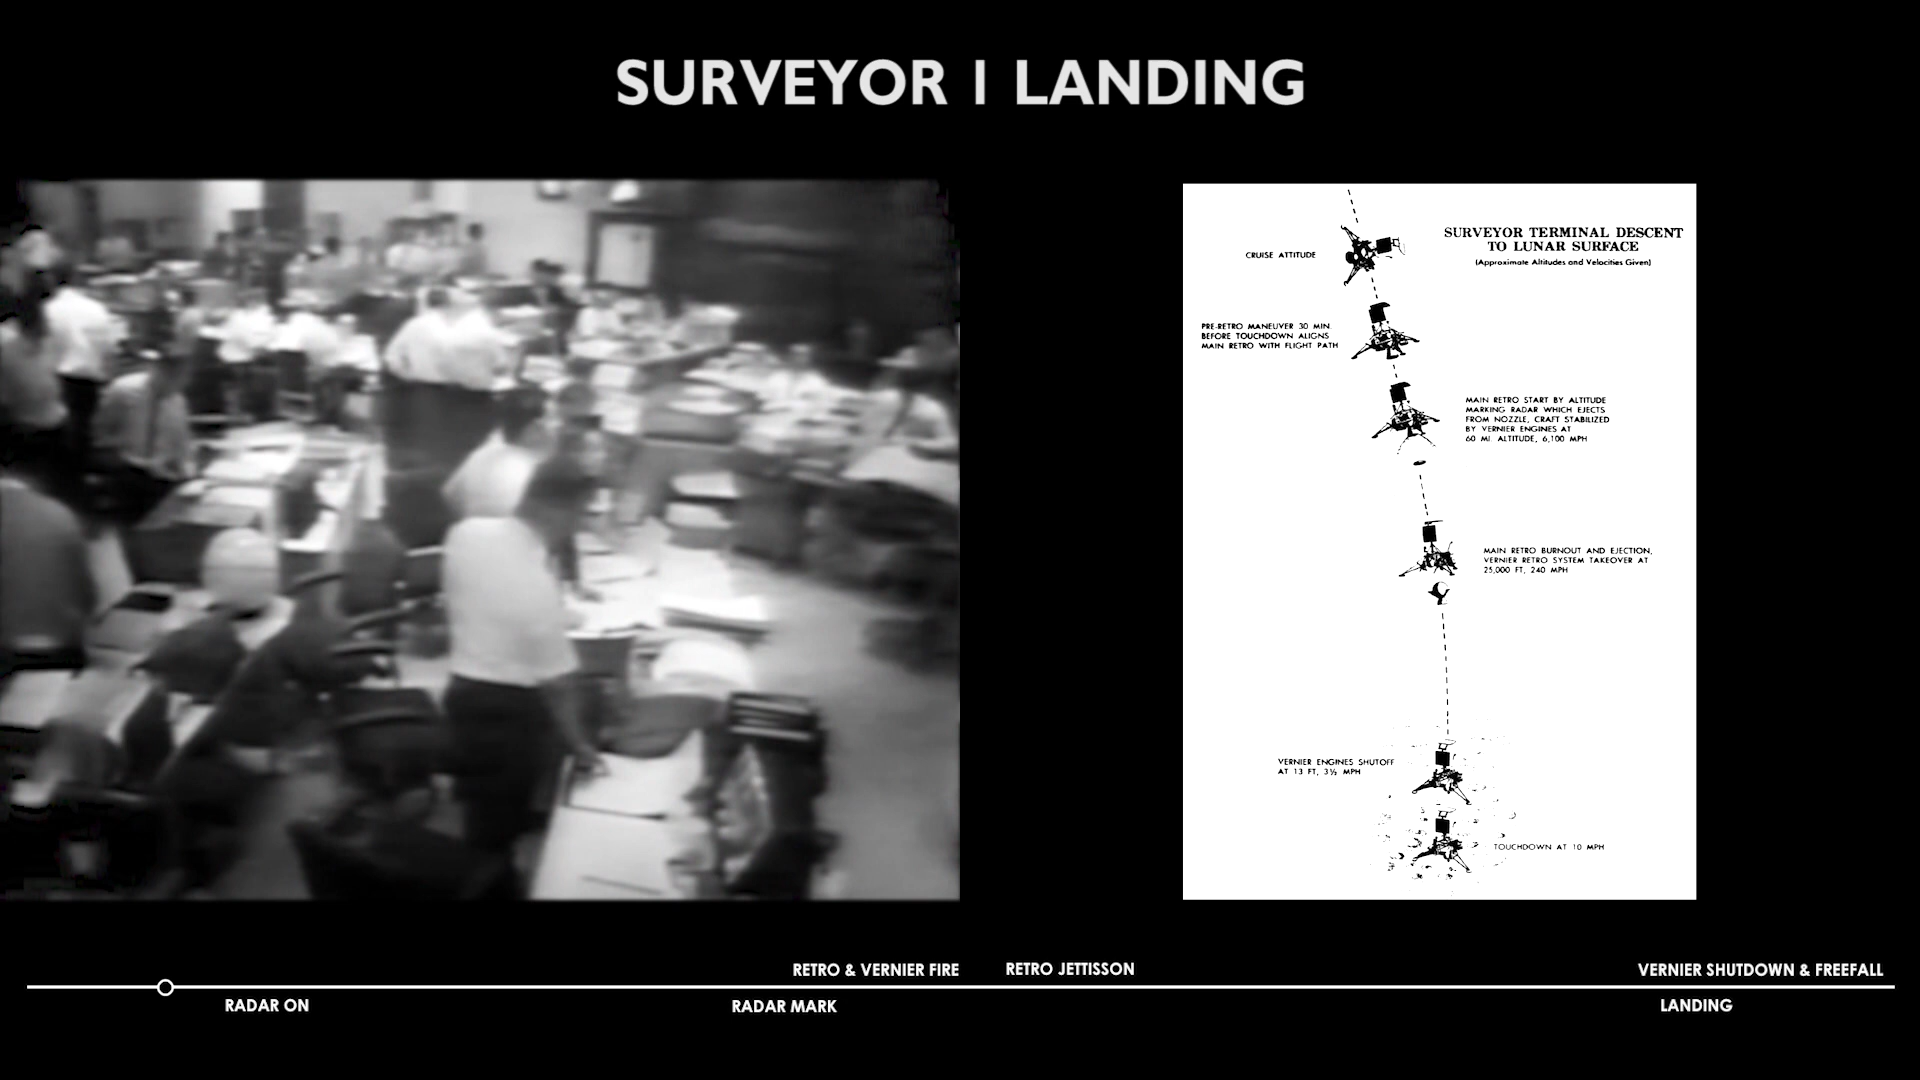 SURVEYOR I LANDING
SURVEYOR TERMINAL DESCENT
TO LUNAR SURFACE
(Approximate Altitudes and Velocities Given)
CRUISE ATTITUDE
PRE-RETRO MANEUVER 30 MIN.
BEFORE TOUCHDOWN ALIGNS
MAIN RETRO WITH FLIGHT PATH
MAIN RETRO START BY ALTITUDE
MARKING RADAR WHICH EJECTS
FROM NOZZLE, CRAFT STABILIZED
BY VERNIER ENGINES AT
60 MI. ALTITUDE, 6,100 MPH
MAIN RETRO BURNOUT AND EJECTION,
VERNIER RETRO SYSTEM TAKEOVER AT
25,000 FT, 240 MPH
VERNIER ENGINES SHUTOFF
AT 13 FT, 3½ MPH
TOUCHDOWN AT 10 MPH
RETRO & VERNIER FIRE
RETRO JETTISSON
VERNIER SHUTDOWN & FREEFALL
RADAR ON
RADAR MARK
LANDING